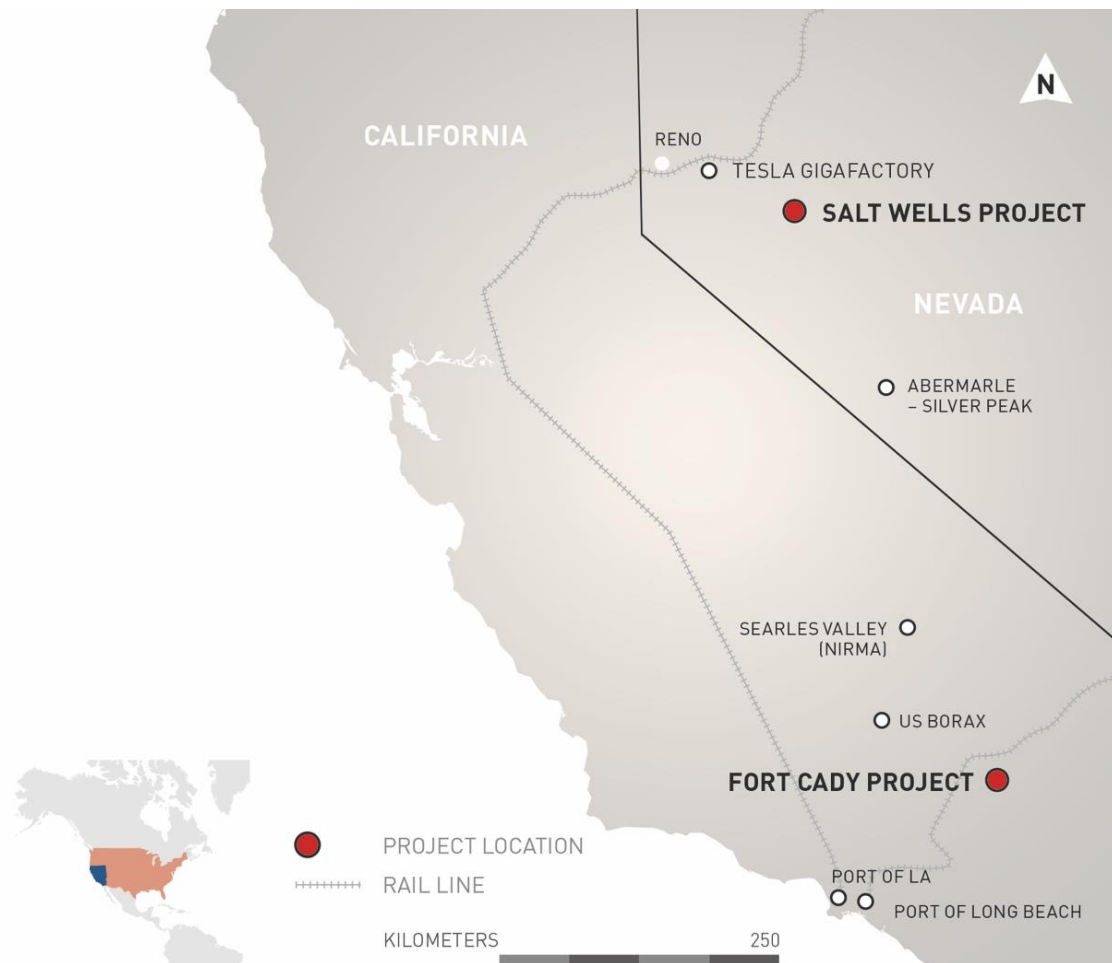 N
CALIFORNIA
RENO
TESLA GIGAFACTORY
SALT WELLS PROJECT
NEVADA
ABERMARLE
– SILVER PEAK
SEARLES VALLEY
(NIRMA)
US BORAX
FORT CADY PROJECT
PROJECT LOCATION
RAIL LINE
PORT OF LA
PORT OF LONG BEACH
KILOMETERS
250